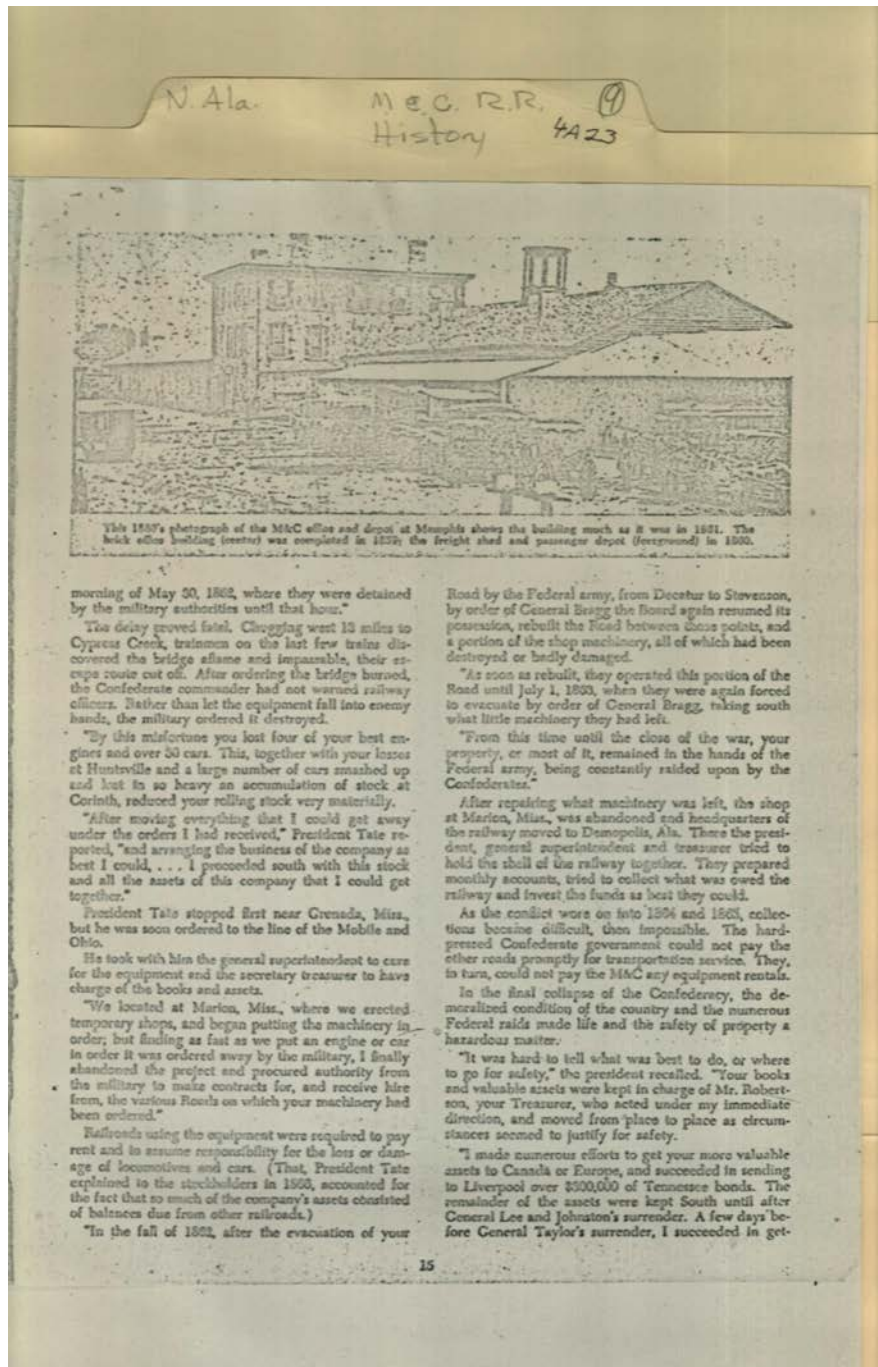 N. Ala. M & C. R.R. 9
History 4A23
This 1860's photograph of the M&C office and depot at Memphis shows the building much as it was in 1861. The
brick office building (center) was completed in 1859; the freight shed and passenger depot (foreground) in 1860.
morning of May 30, 1862, where they were detained
by the military authorities until that hour."
The delay proved fatal. Chugging west 13 miles to
Cypress Creek, trainmen on the last few trains dis-
covered the bridge aflame and impassable, their es-
cape route cut off. After ordering the bridge burned,
the Confederate commander had not warned railway
officers. Rather than let the equipment fall into enemy
hands, the military ordered it destroyed.
"By this misfortune you lost four of your best en-
gines and over 50 cars. This, together with your losses
at Huntsville and a large number of cars smashed up
and lost in so heavy an accumulation of stock at
Corinth, reduced your rolling stock very materially.
"After moving everything that I could get away
under the orders I had received," President Tate re-
ported, "and arranging the business of the company as
best I could, . . . I proceeded south with this stock
and all the assets of this company that I could get
together."
President Tate stopped first near Grenada, Miss.,
but he was soon ordered to the line of the Mobile and
Ohio.
He took with him the general superintendent to care
for the equipment and the secretary treasurer to have
charge of the books and assets.
"We located at Marion, Miss., where we erected
temporary shops, and began putting the machinery in
order; but finding as fast as we put an engine or car
in order it was ordered away by the military, I finally
abandoned the project and procured authority from
the military to make contracts for, and receive hire
from, the various Roads on which your machinery had
been ordered."
Railroads using the equipment were required to pay
rent and to assume responsibility for the loss or dam-
age of locomotives and cars. (That, President Tate
explained to the stockholders in 1866, accounted for
the fact that so much of the company's assets consisted
of balances due from other railroads.)
"In the fall of 1862, after the evacuation of your
Road by the Federal army, from Decatur to Stevenson,
by order of General Bragg the Board again resumed its
possession, rebuilt the Road between those points, and
a portion of the shop machinery, all of which had been
destroyed or badly damaged.
"As soon as rebuilt, they operated this portion of the
Road until July 1, 1863, when they were again forced
to evacuate by order of General Bragg, taking south
what little machinery they had left.
"From this time until the close of the war, your
property, or most of it, remained in the hands of the
Federal army, being constantly raided upon by the
Confederates."
After repairing what machinery was left, the shop
at Marion, Miss., was abandoned and headquarters of
the railway moved to Demopolis, Ala. There the presi-
dent, general superintendent and treasurer tried to
hold the shell of the railway together. They prepared
monthly accounts, tried to collect what was owed the
railway and invest the funds as best they could.
As the conflict wore on into 1864 and 1865, collec-
tions became difficult, then impossible. The hard-
pressed Confederate government could not pay the
other roads promptly for transportation service. They,
in turn, could not pay the M&C any equipment rentals.
In the final collapse of the Confederacy, the de-
moralized condition of the country and the numerous
Federal raids made life and the safety of property a
hazardous matter.
"It was hard to tell what was best to do, or where
to go for safety," the president recalled. "Your books
and valuable assets were kept in charge of Mr. Robert-
son, your Treasurer, who acted under my immediate
direction, and moved from place to place as circum-
stances seemed to justify for safety.
"I made numerous efforts to get your more valuable
assets to Canada or Europe, and succeeded in sending
to Liverpool over $300,000 of Tennessee bonds. The
remainder of the assets were kept South until after
General Lee and Johnston's surrender. A few days be-
fore General Taylor's surrender, I succeeded in get-
15